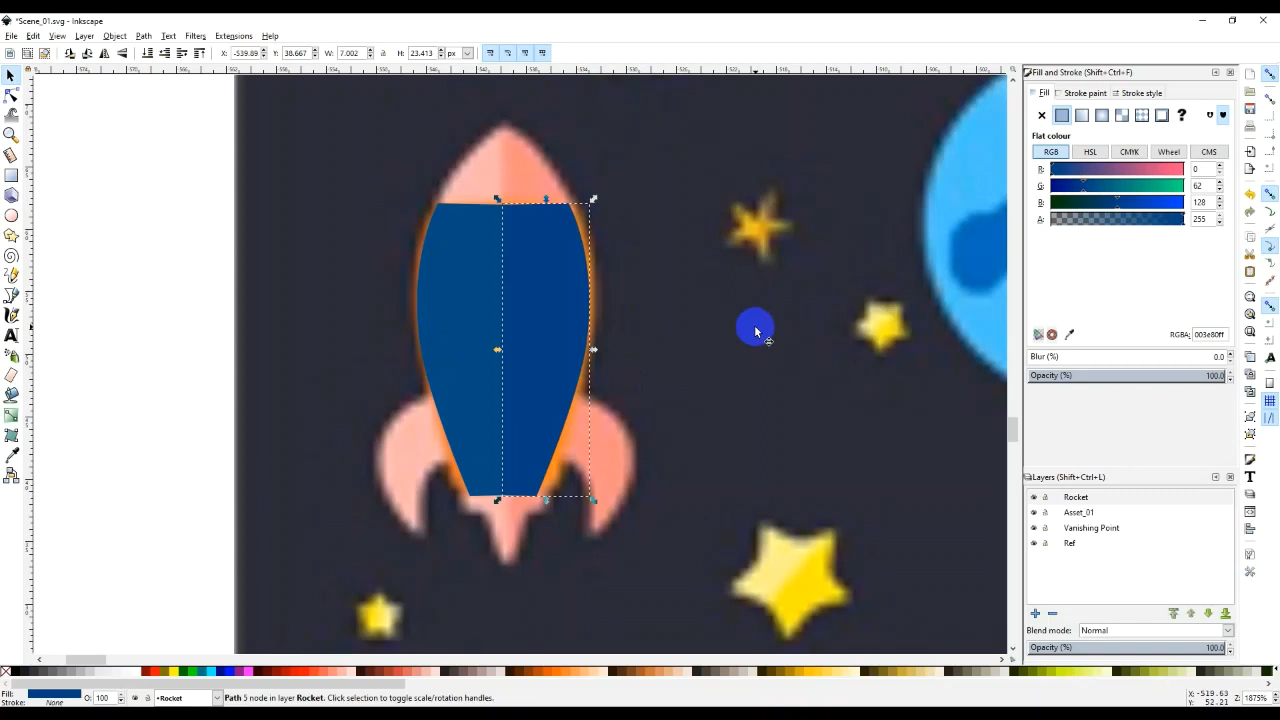 *Scene_01.svg - Inkscape
File Edit View Layer Object Path Text Filters Extensions Help
X: -539.89 Y: 38.667 W: 7.002 H: 23.413 px
Fill and Stroke (Shift+Ctrl+F)
Fill Stroke paint Stroke style
?
Flat colour
RGB HSL CMYK Wheel CMS
R: 0
G: 62
B: 128
A: 255
RGBA: 003e80ff
Blur (%) 0.0
Opacity (%) 100.0
Layers (Shift+Ctrl+L)
Rocket
Asset_01
Vanishing Point
Ref
Blend mode: Normal
Opacity (%) 100.0
Fill: O: 100 •Rocket Path 5 node in layer Rocket. Click selection to toggle scale/rotation handles. X: -519.63 Z: 1875%
Stroke: None Y: 52.21